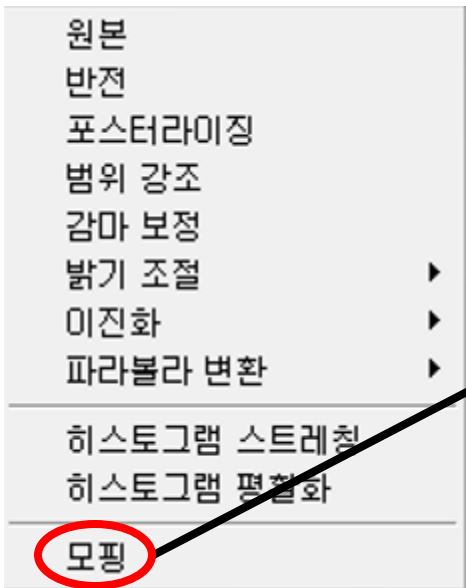 원본
반전
포스터라이징
범위 강조
감마 보정
밝기 조절
이진화
파라볼라 변환
히스토그램 스트레칭
히스토그램 평활화
모핑